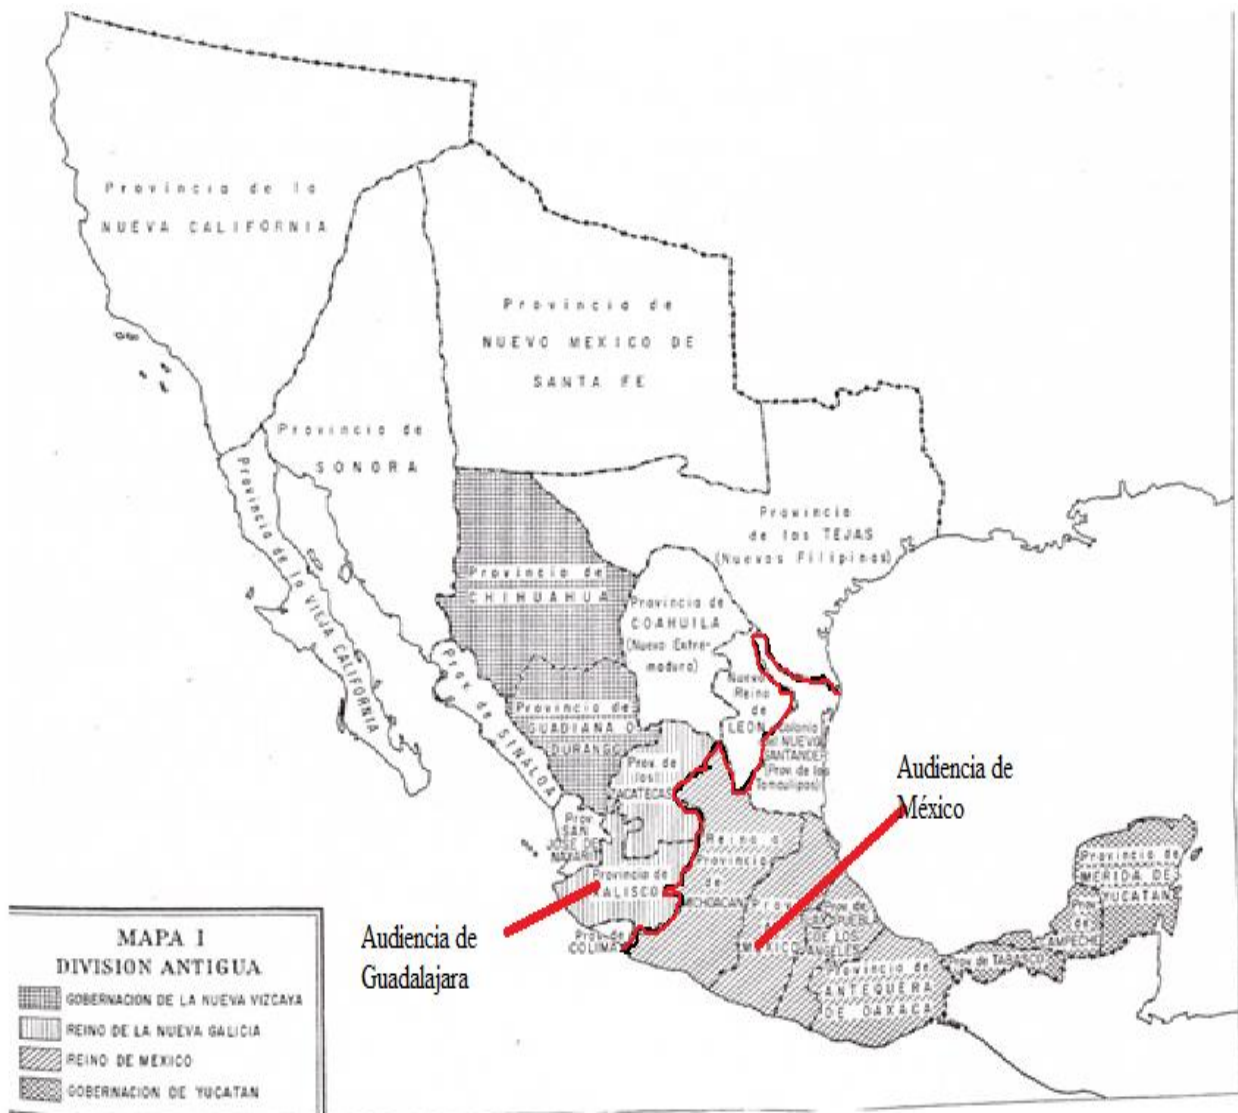 Provincia de la
NUEVA CALIFORNIA
Provincia de
NUEVO MEXICO DE
SANTA FE
Provincia de
SONORA
Provincia de la VIEJA CALIFORNIA
Provincia
de los TEJAS
(Nuevas Filipinas)
Provincia de
CHIHUAHUA
Provincia de
COAHUILA
(Nueva Extre-
madura)
Nuevo
Reino
de
LEON
Colonia
del NUEVO
SANTANDER
(Prov. de los
Tamaulipas)
Prov. de SINALOA
Provincia de
GUADIANA O
DURANGO
Prov. de
los
ZACATECAS
Prov
SAN
JOSE DE
NAYARIT
Provincia de
XALISCO
Prov. de
COLIMA
Reino o
Provincia
de
MICHOACAN
MEXICO
Prov. de
DE LOS
ANGELES
Provincia de
ANTEQUERA
DE OAXACA
Prov. de TABASCO
Prov
de
CAMPECHE
Provincia de
MERIDA DE
YUCATAN
Audiencia de
México
Audiencia de
Guadalajara
MAPA I
DIVISION ANTIGUA
GOBERNACION DE LA NUEVA VIZCAYA
REINO DE LA NUEVA GALICIA
REINO DE MEXICO
GOBERNACION DE YUCATAN